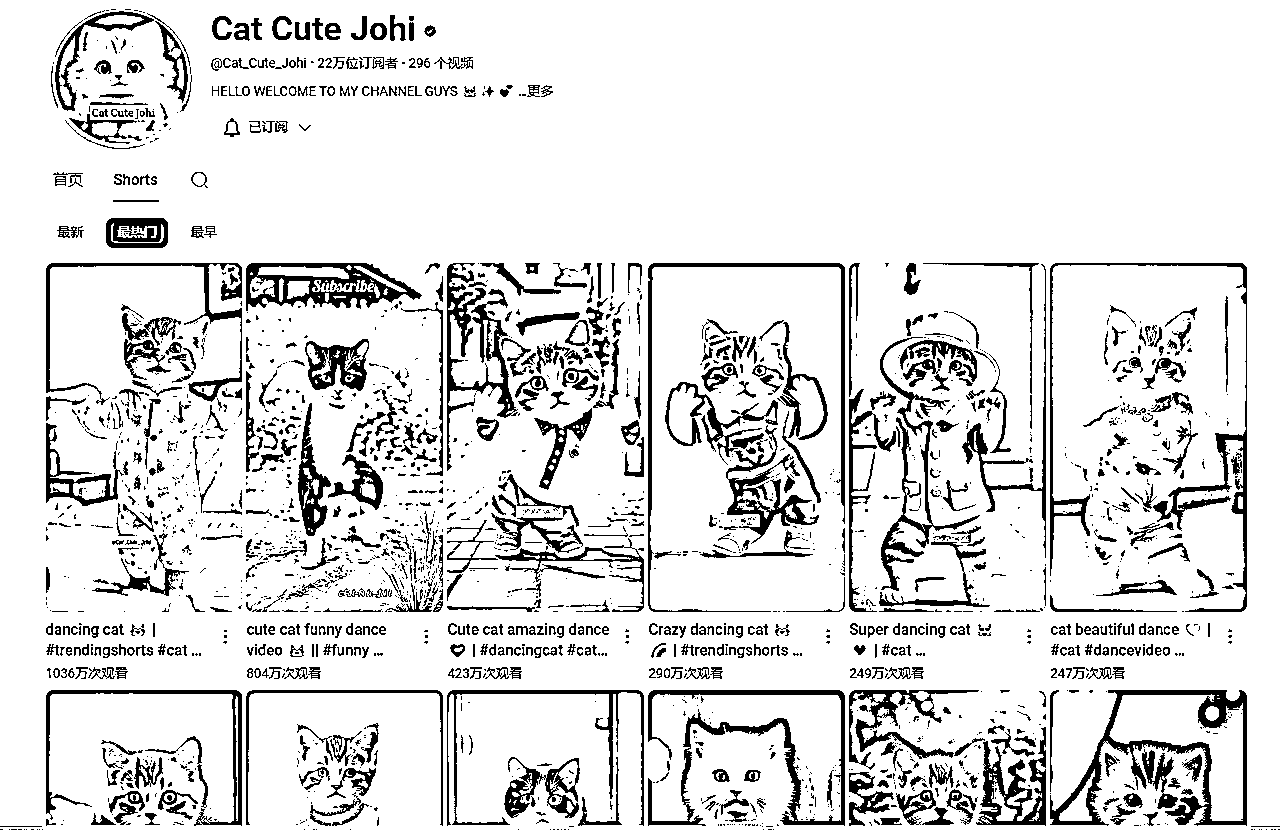 Cat Cute Johi
@Cat_Cute_Johi · 22万位订阅者 · 296 个视频
HELLO WELCOME TO MY CHANNEL GUYS 😺 ✨ 💕 ...更多
Cat Cute Johi
已订阅
首页 Shorts
最新 最热门 最早
Subscribe
dancing cat 😺 |
#trendingshorts #cat ...
1036万次观看
cute cat funny dance
video 😺 || #funny ...
804万次观看
Cute cat amazing dance
| #dancingcat #cat...
423万次观看
Crazy dancing cat 😺
| #trendingshorts ...
290万次观看
Super dancing cat 😺
| #cat ...
249万次观看
cat beautiful dance ♡ |
#cat #dancevideo ...
247万次观看